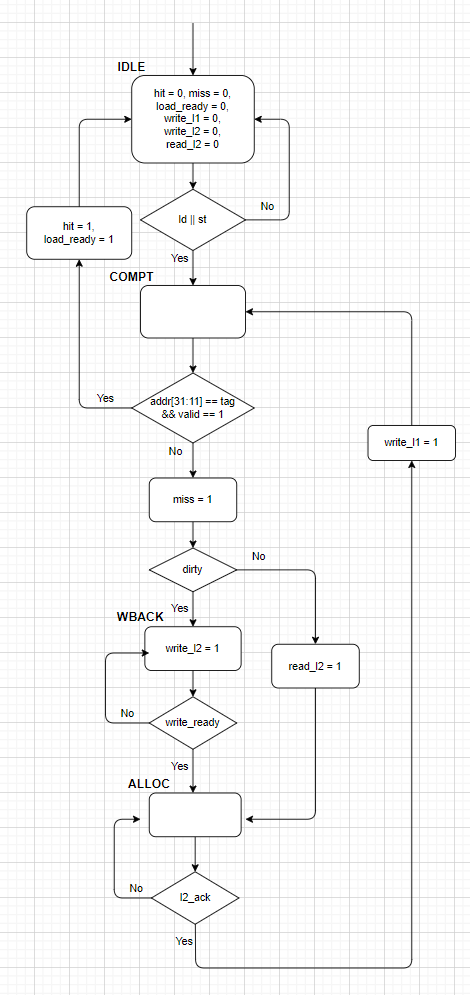 IDLE
hit = 0, miss = 0,
load_ready = 0,
write_l1 = 0,
write_l2 = 0,
read_l2 = 0
ld || st
No
Yes
hit = 1,
load_ready = 1
COMPT
addr[31:11] == tag
&& valid == 1
Yes
No
write_l1 = 1
miss = 1
dirty
No
Yes
WBACK
write_l2 = 1
read_l2 = 1
write_ready
No
Yes
ALLOC
l2_ack
No
Yes